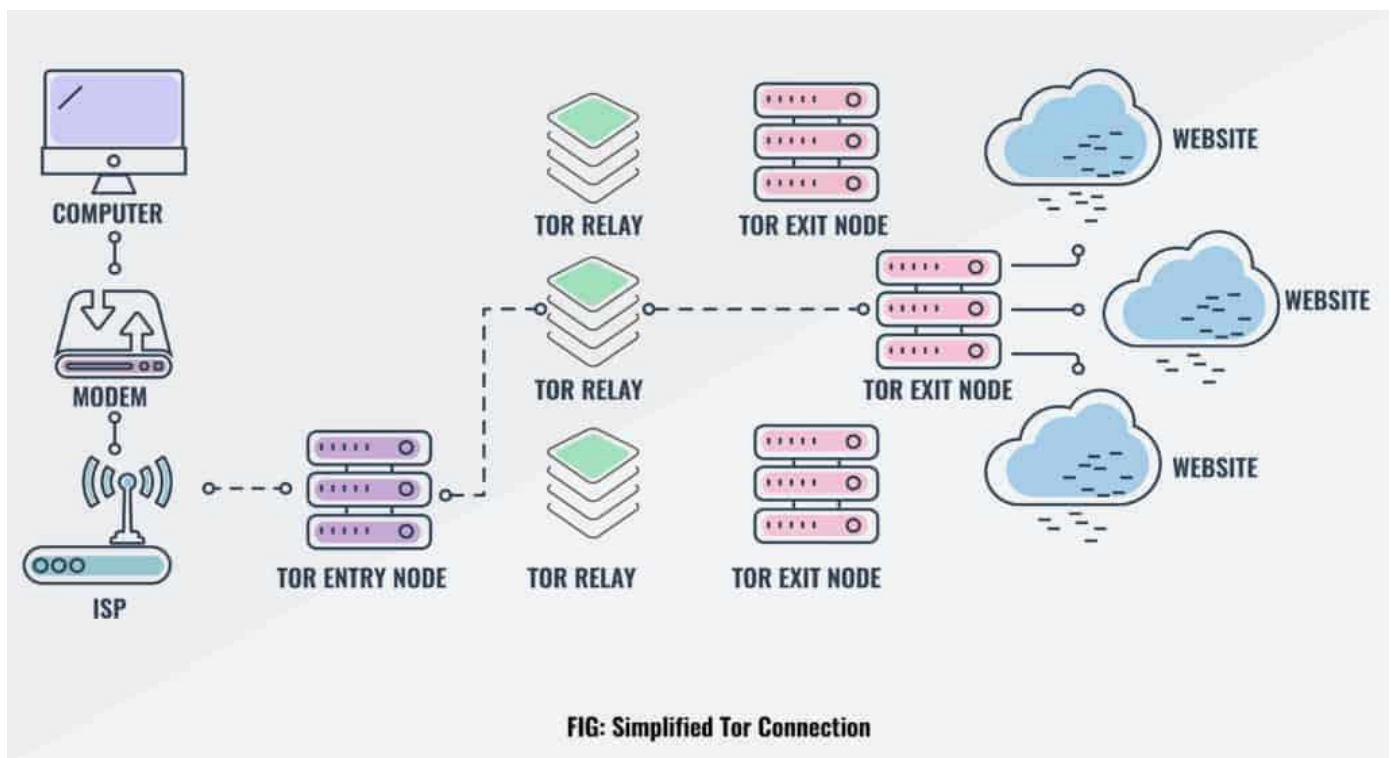 COMPUTER
MODEM
ISP
TOR ENTRY NODE
TOR RELAY
TOR RELAY
TOR RELAY
TOR EXIT NODE
TOR EXIT NODE
TOR EXIT NODE
WEBSITE
WEBSITE
WEBSITE
FIG: Simplified Tor Connection